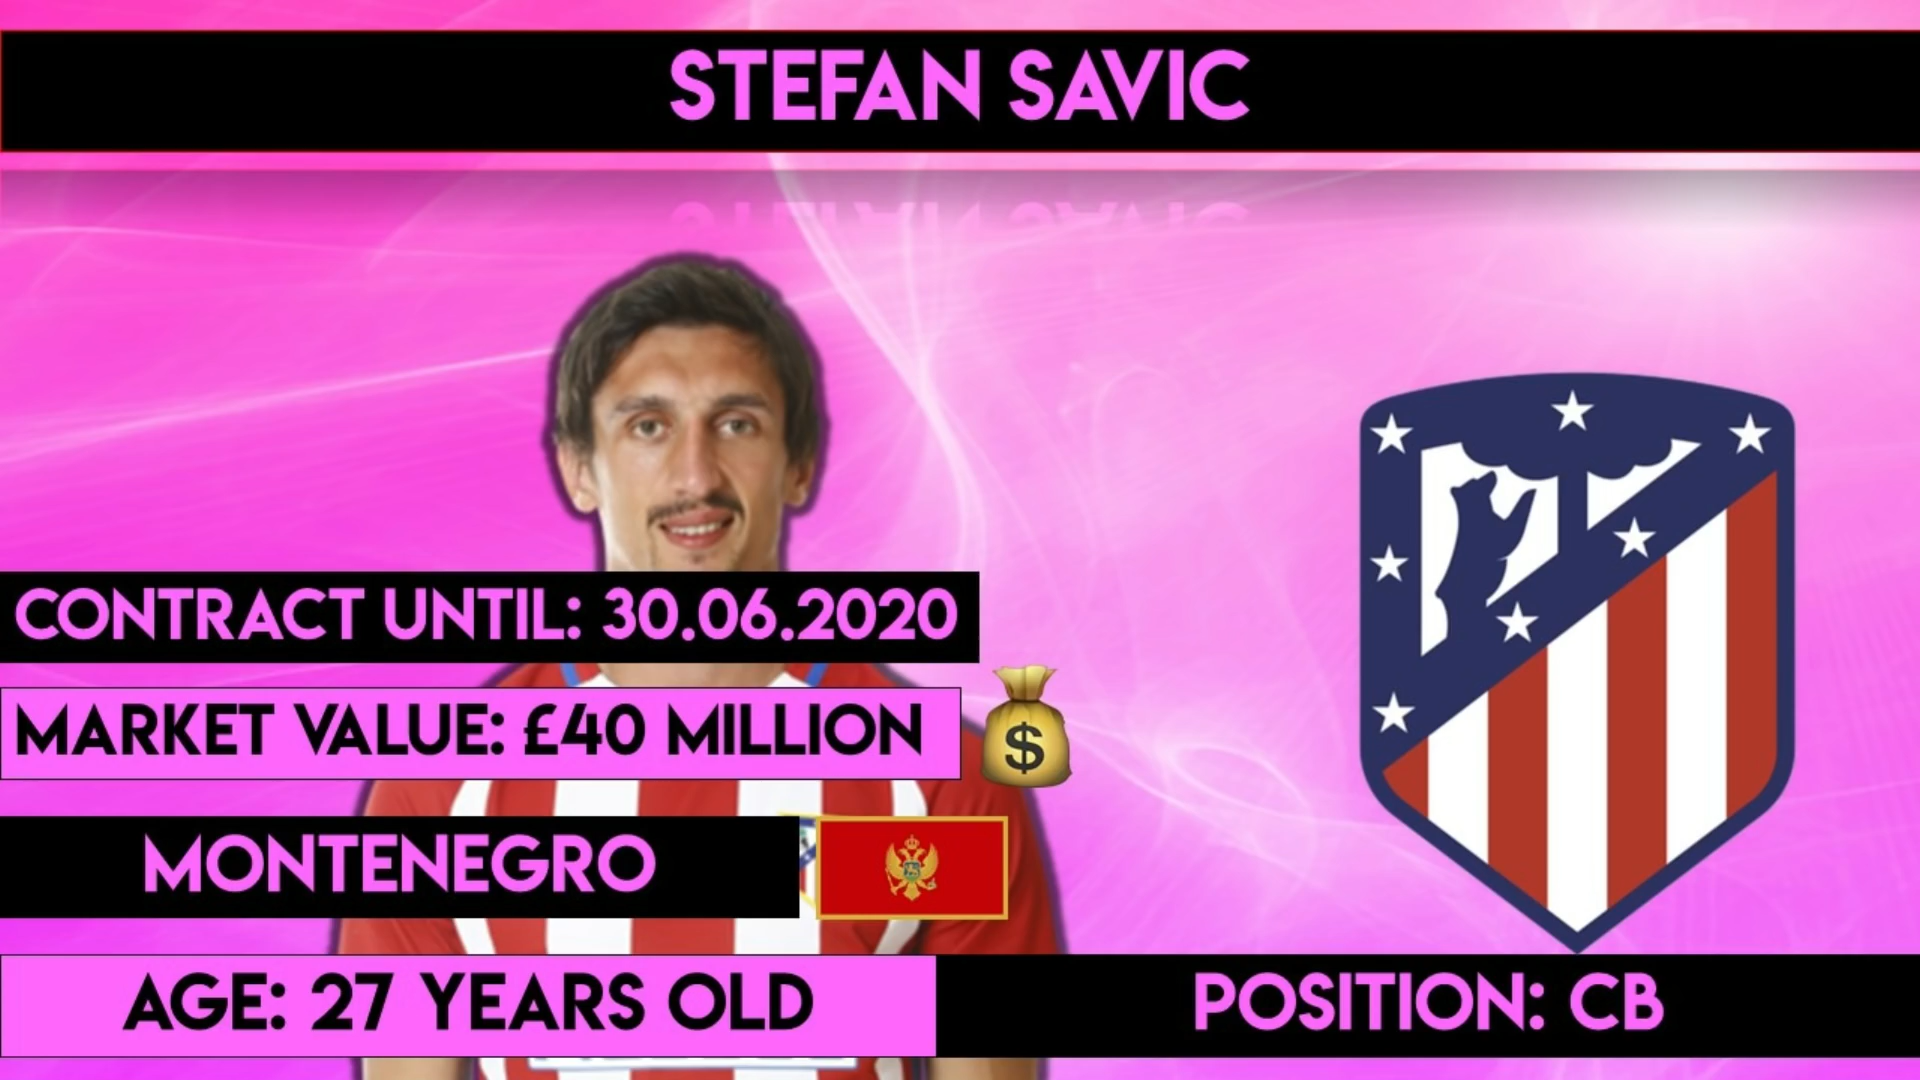 STEFAN SAVIC
CONTRACT UNTIL: 30.06.2020
MARKET VALUE: £40 MILLION
$
MONTENEGRO
AGE: 27 YEARS OLD
POSITION: CB